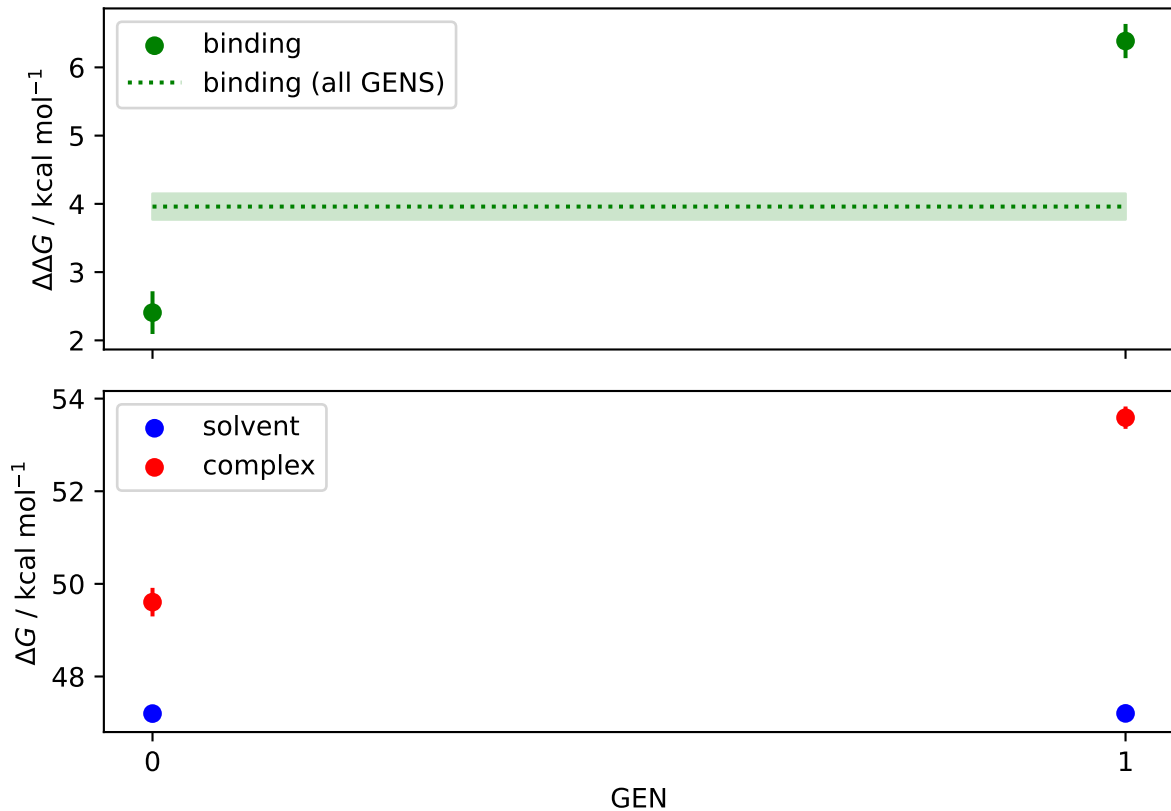 binding
binding (all GENS)
6
5
4
3
2
ΔΔG / kcal mol⁻¹
solvent
complex
54
52
50
48
ΔG / kcal mol⁻¹
0
1
GEN